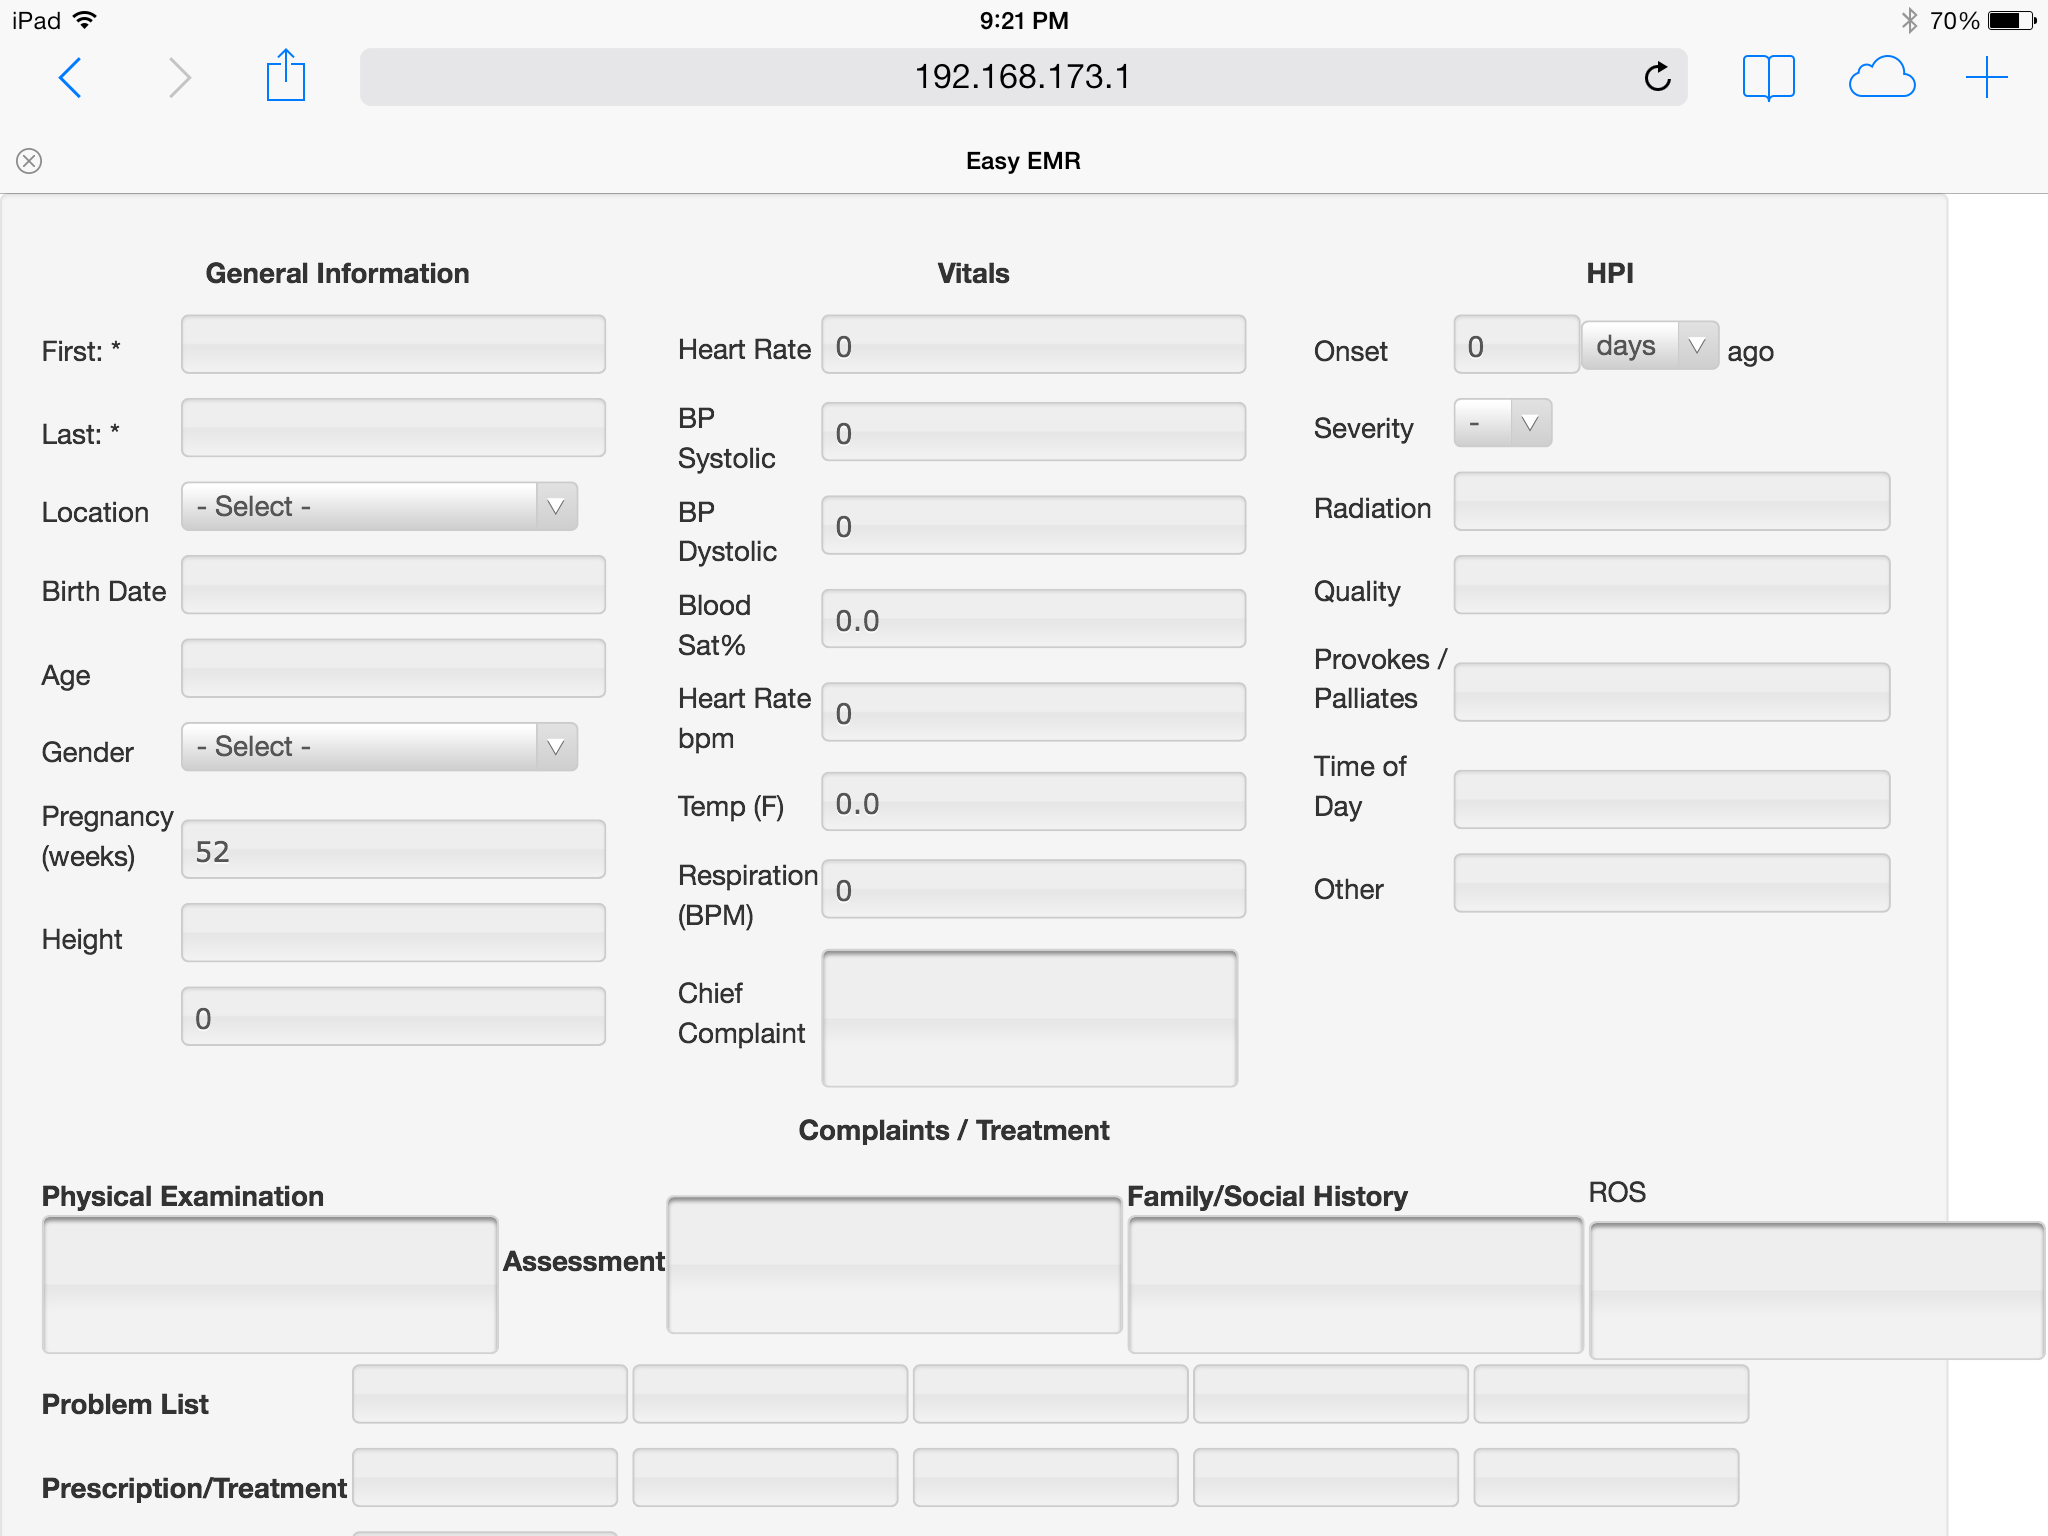 iPad 9:21 PM 70%
192.168.173.1
Easy EMR
General Information
First: *
Last: *
Location - Select -
Birth Date
Age
Gender - Select -
Pregnancy
(weeks) 52
Height
0
Vitals
Heart Rate 0
BP
Systolic 0
BP
Dystolic 0
Blood
Sat% 0.0
Heart Rate
bpm 0
Temp (F) 0.0
Respiration
(BPM) 0
Chief
Complaint
HPI
Onset 0 days ago
Severity -
Radiation
Quality
Provokes /
Palliates
Time of
Day
Other
Complaints / Treatment
Physical Examination
Assessment
Family/Social History
ROS
Problem List
Prescription/Treatment